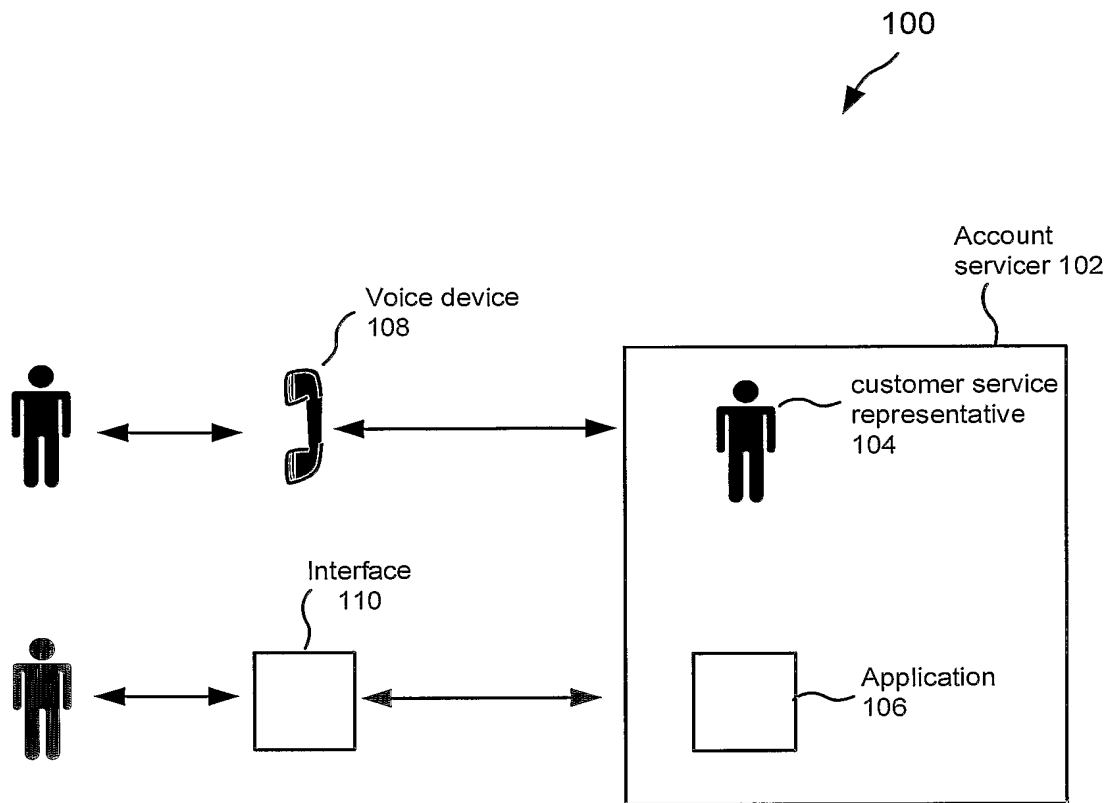 100
Account
servicer 102
Voice device
108
customer service
representative
104
Interface
110
Application
106